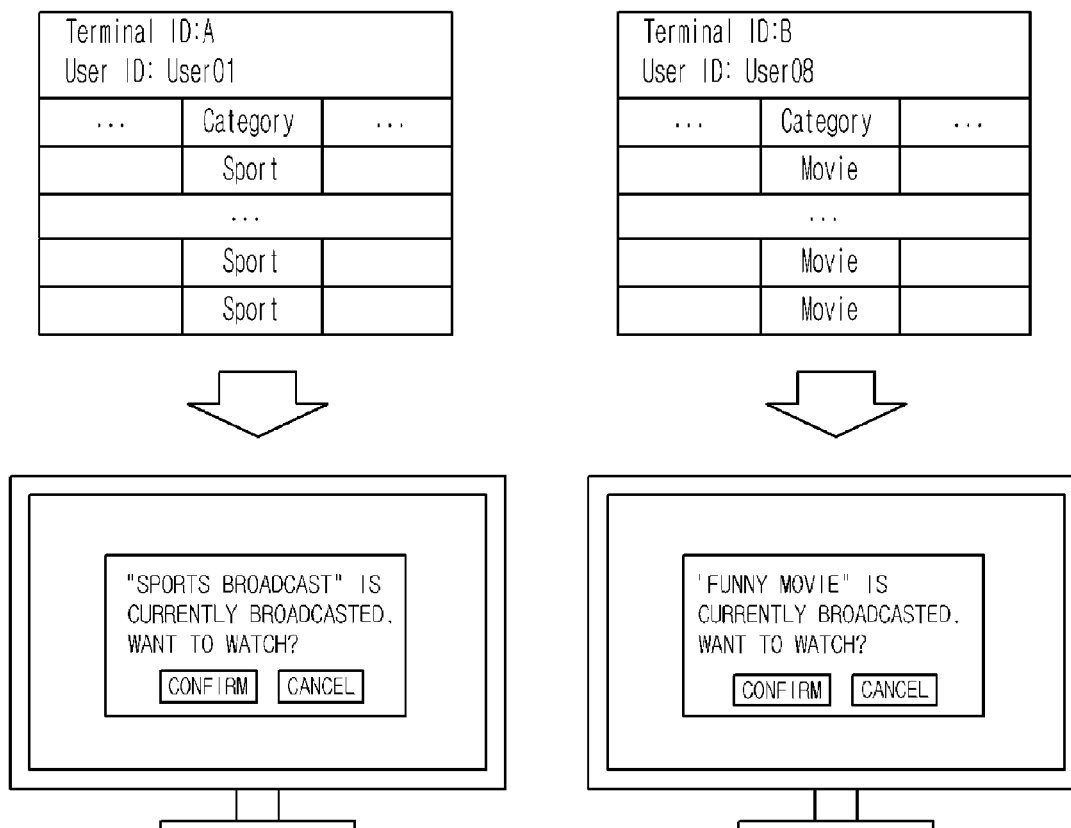 Terminal ID:A
User ID: User01
... Category ...
Sport
...
Sport
Sport
Terminal ID:B
User ID: User08
... Category ...
Movie
...
Movie
Movie
"SPORTS BROADCAST" IS
CURRENTLY BROADCASTED.
WANT TO WATCH?
CONFIRM CANCEL
'FUNNY MOVIE" IS
CURRENTLY BROADCASTED.
WANT TO WATCH?
CONFIRM CANCEL